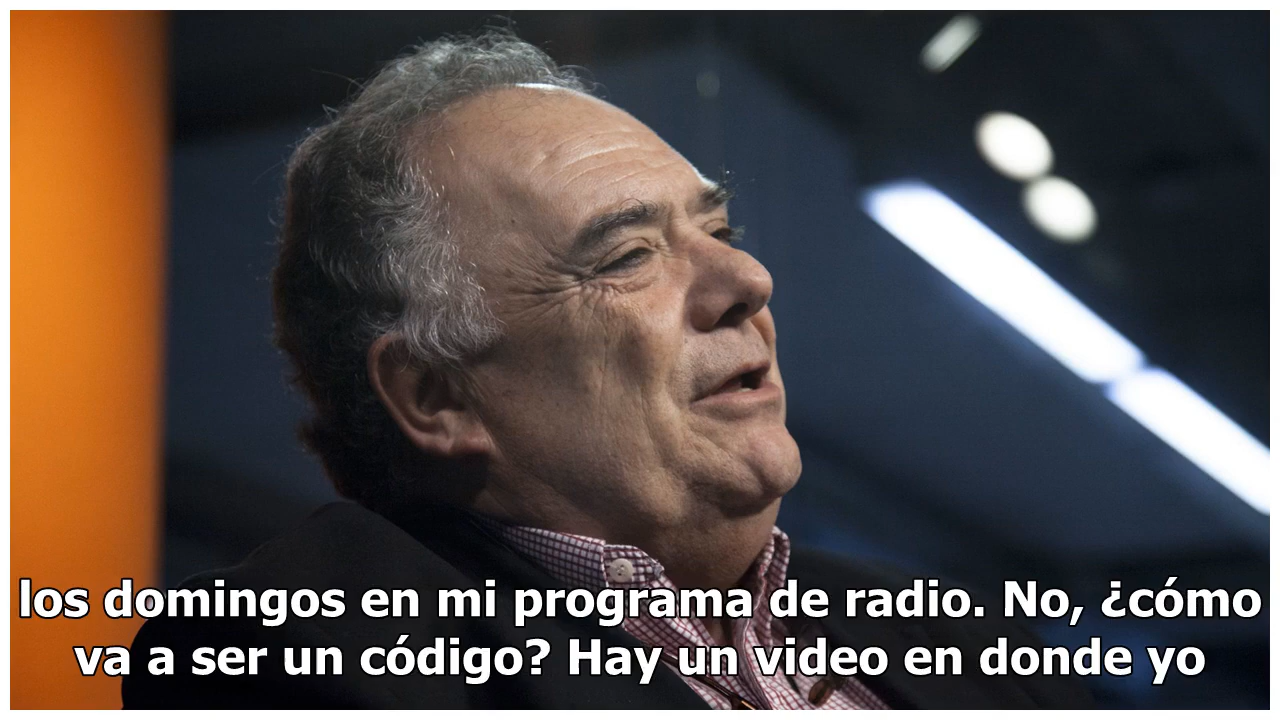 los domingos en mi programa de radio. No, ¿cómo
va a ser un código? Hay un video en donde yo